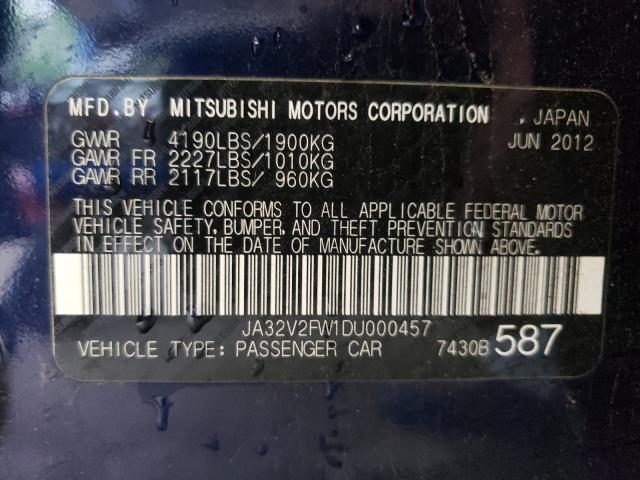 MFD.BY MITSUBISHI MOTORS CORPORATION , JAPAN
GVWR 4190LBS/1900KG JUN 2012
GAWR FR 2227LBS/1010KG
GAWR RR 2117LBS/ 960KG
THIS VEHICLE CONFORMS TO ALL APPLICABLE FEDERAL MOTOR
VEHICLE SAFETY, BUMPER, AND THEFT PREVENTION STANDARDS
IN EFFECT ON THE DATE OF MANUFACTURE SHOWN ABOVE.
JA32V2FW1DU000457
VEHICLE TYPE: PASSENGER CAR 7430B 587